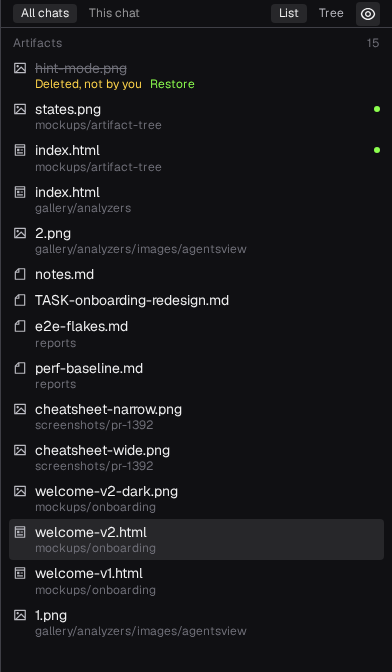 All chats This chat List Tree
Artifacts 15
hint-mode.png
Deleted, not by you Restore
states.png
mockups/artifact-tree
index.html
mockups/artifact-tree
index.html
gallery/analyzers
2.png
gallery/analyzers/images/agentsview
notes.md
TASK-onboarding-redesign.md
e2e-flakes.md
reports
perf-baseline.md
reports
cheatsheet-narrow.png
screenshots/pr-1392
cheatsheet-wide.png
screenshots/pr-1392
welcome-v2-dark.png
mockups/onboarding
welcome-v2.html
mockups/onboarding
welcome-v1.html
mockups/onboarding
1.png
gallery/analyzers/images/agentsview